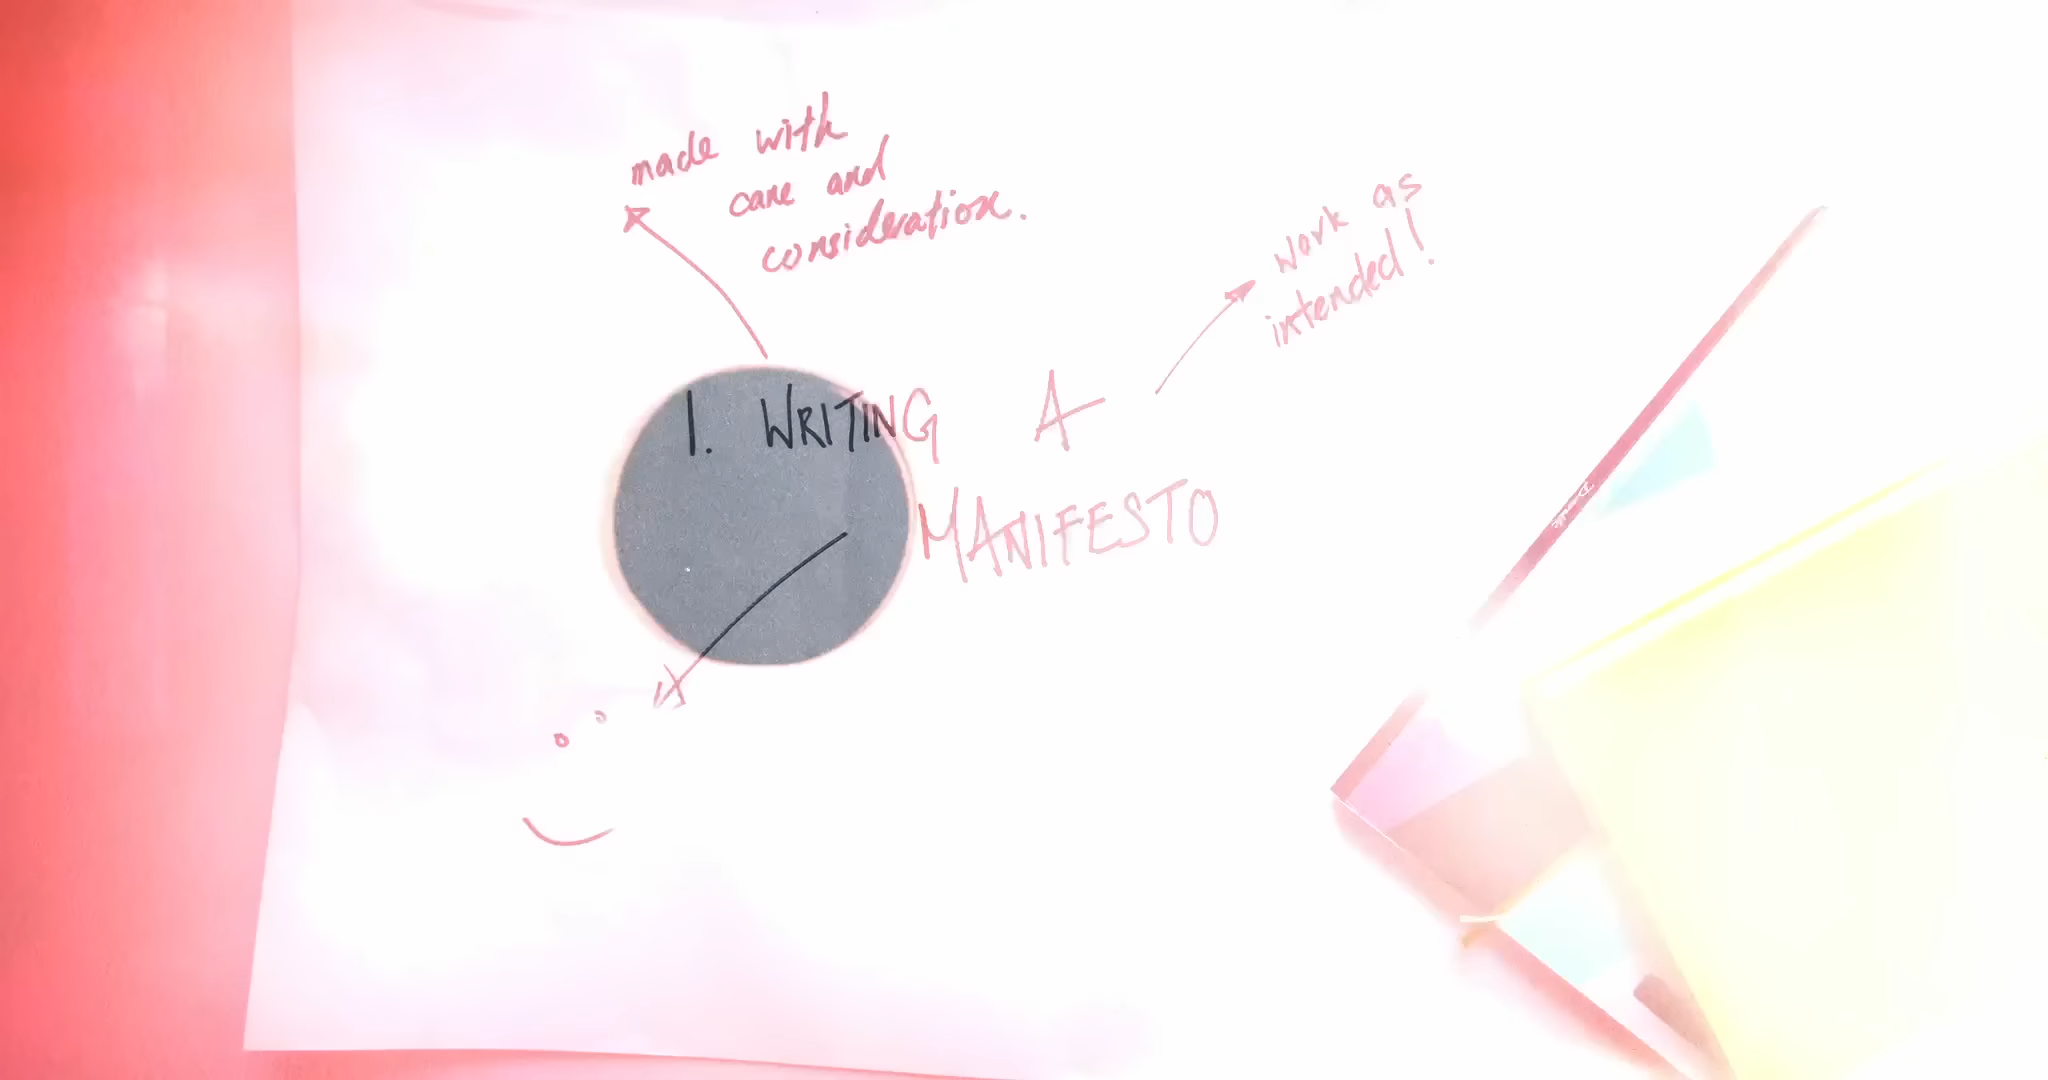 made with
care and
consideration.
work as
intended!
1. WRITING A
MANIFESTO